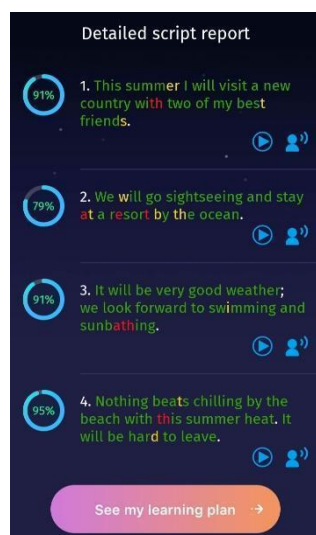 Detailed script report
91%
1. This summer I will visit a new
country with two of my best
friends.
79%
2. We will go sightseeing and stay
at a resort by the ocean.
91%
3. It will be very good weather;
we look forward to swimming and
sunbathing.
95%
4. Nothing beats chilling by the
beach with this summer heat. It
will be hard to leave.
See my learning plan →